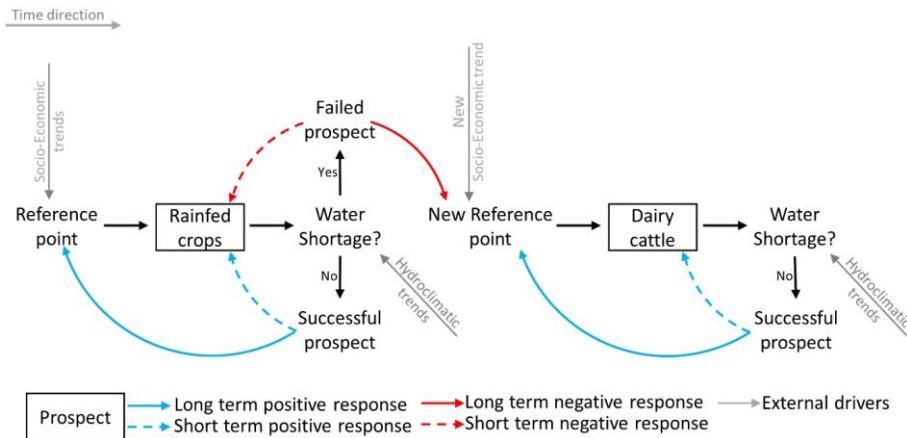 Time direction
Socio-Economic
trends
New
Socio-Economic trend
Failed
prospect
Yes
Reference
point
Rainfed
crops
Water
Shortage?
New Reference
point
Dairy
cattle
Water
Shortage?
No
Hydroclimatic
trends
No
Hydroclimatic
trends
Successful
prospect
Successful
prospect
Prospect
Long term positive response
Short term positive response
Long term negative response
Short term negative response
External drivers